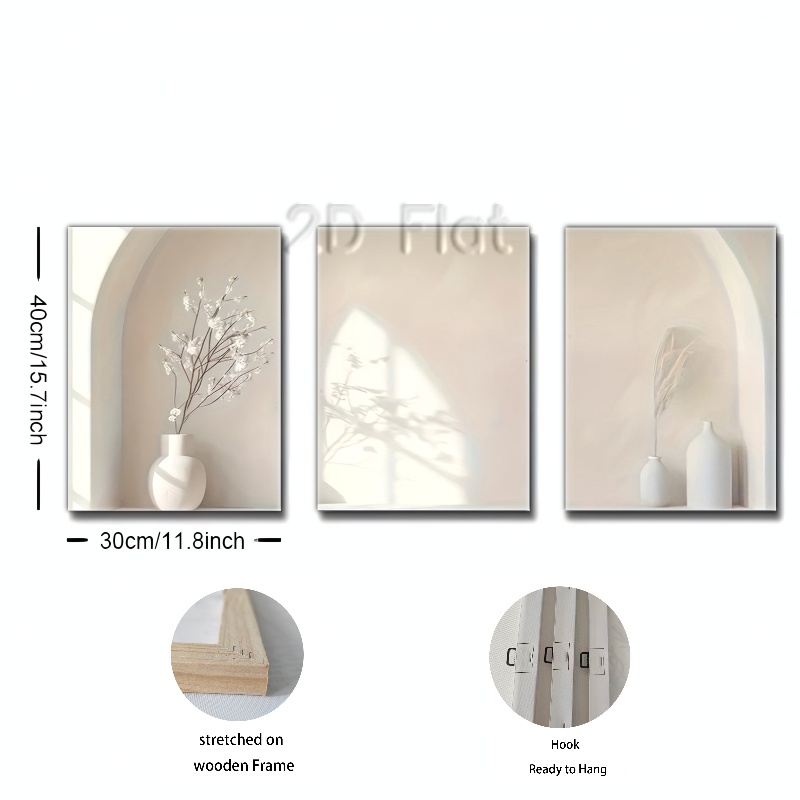 2D Flat
40cm/15.7inch
30cm/11.8inch
stretched on
wooden Frame
Hook
Ready to Hang